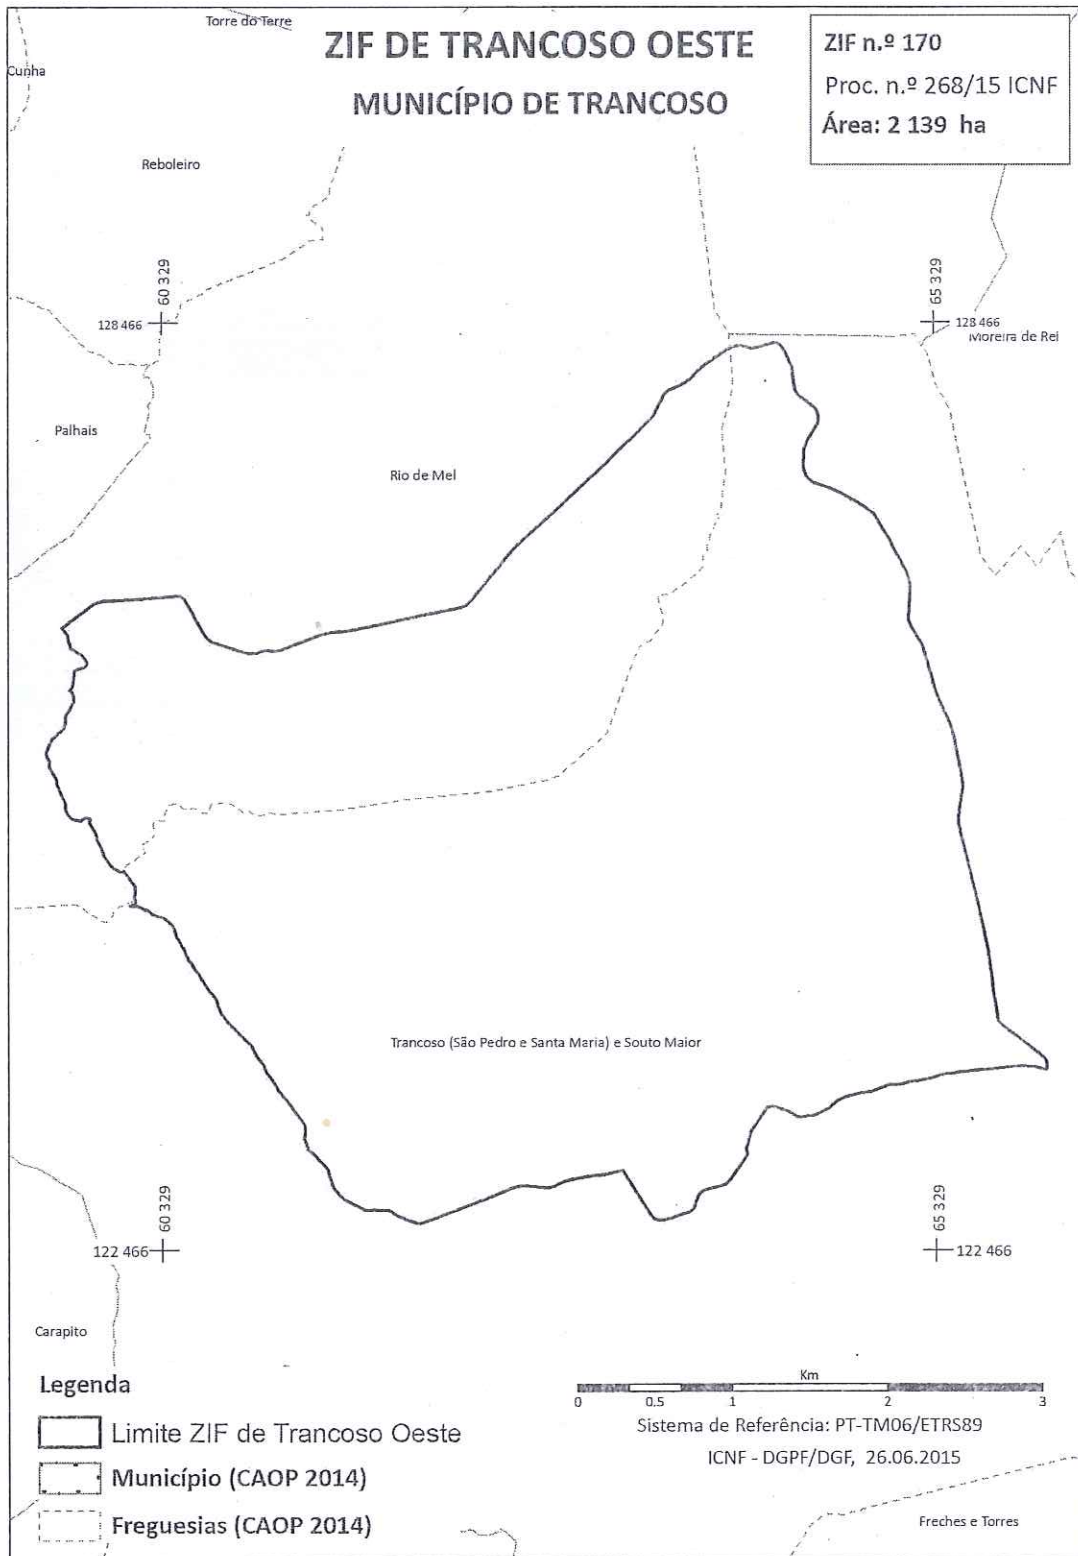 Torre do Terre
ZIF DE TRANCOSO OESTE
MUNICÍPIO DE TRANCOSO
ZIF n.º 170
Proc. n.º 268/15 ICNF
Área: 2 139 ha
Cunha
Reboleiro
60 329
128 466
65 329
128 466
Moreira de Rei
Palhais
Rio de Mel
Trancoso (São Pedro e Santa Maria) e Souto Maior
60 329
122 466
65 329
122 466
Carapito
Legenda
Limite ZIF de Trancoso Oeste
Município (CAOP 2014)
Freguesias (CAOP 2014)
Km
0 0.5 1 2 3
Sistema de Referência: PT-TM06/ETRS89
ICNF - DGPF/DGF, 26.06.2015
Freches e Torres